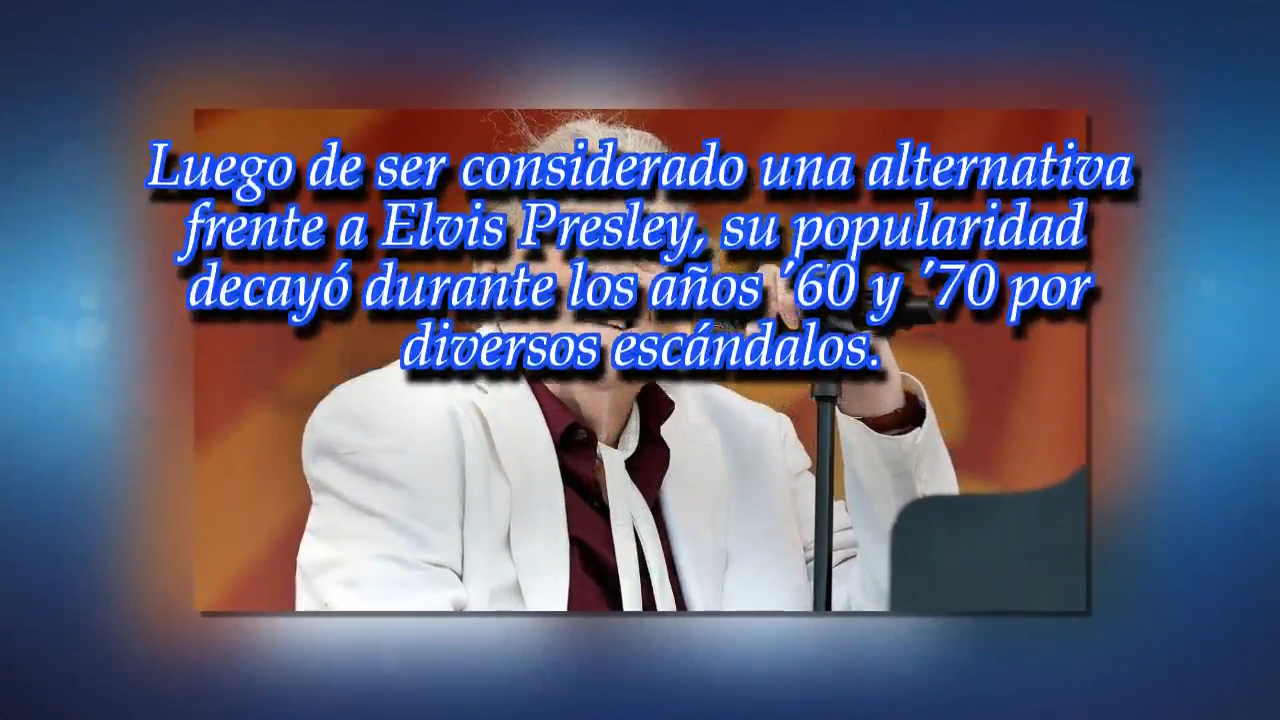 Luego de ser considerado una alternativa
frente a Elvis Presley, su popularidad
decayó durante los años ´60 y ´70 por
diversos escándalos.